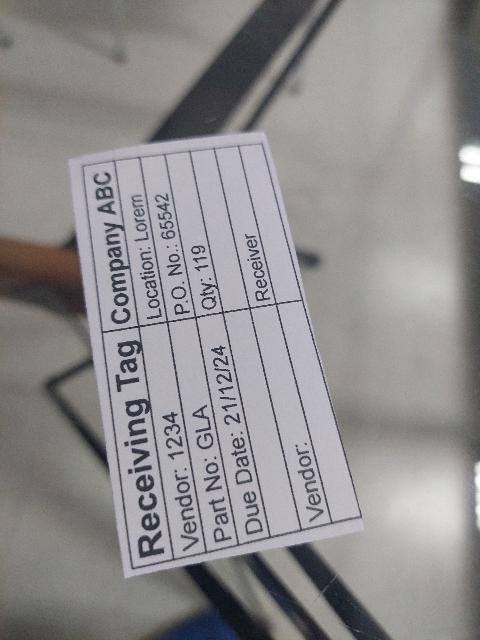 Receiving Tag Company ABC
Vendor: 1234 Location: Lorem
Part No: GLA P.O. No.: 65542
Due Date: 21/12/24 Qty: 119
Vendor: Receiver